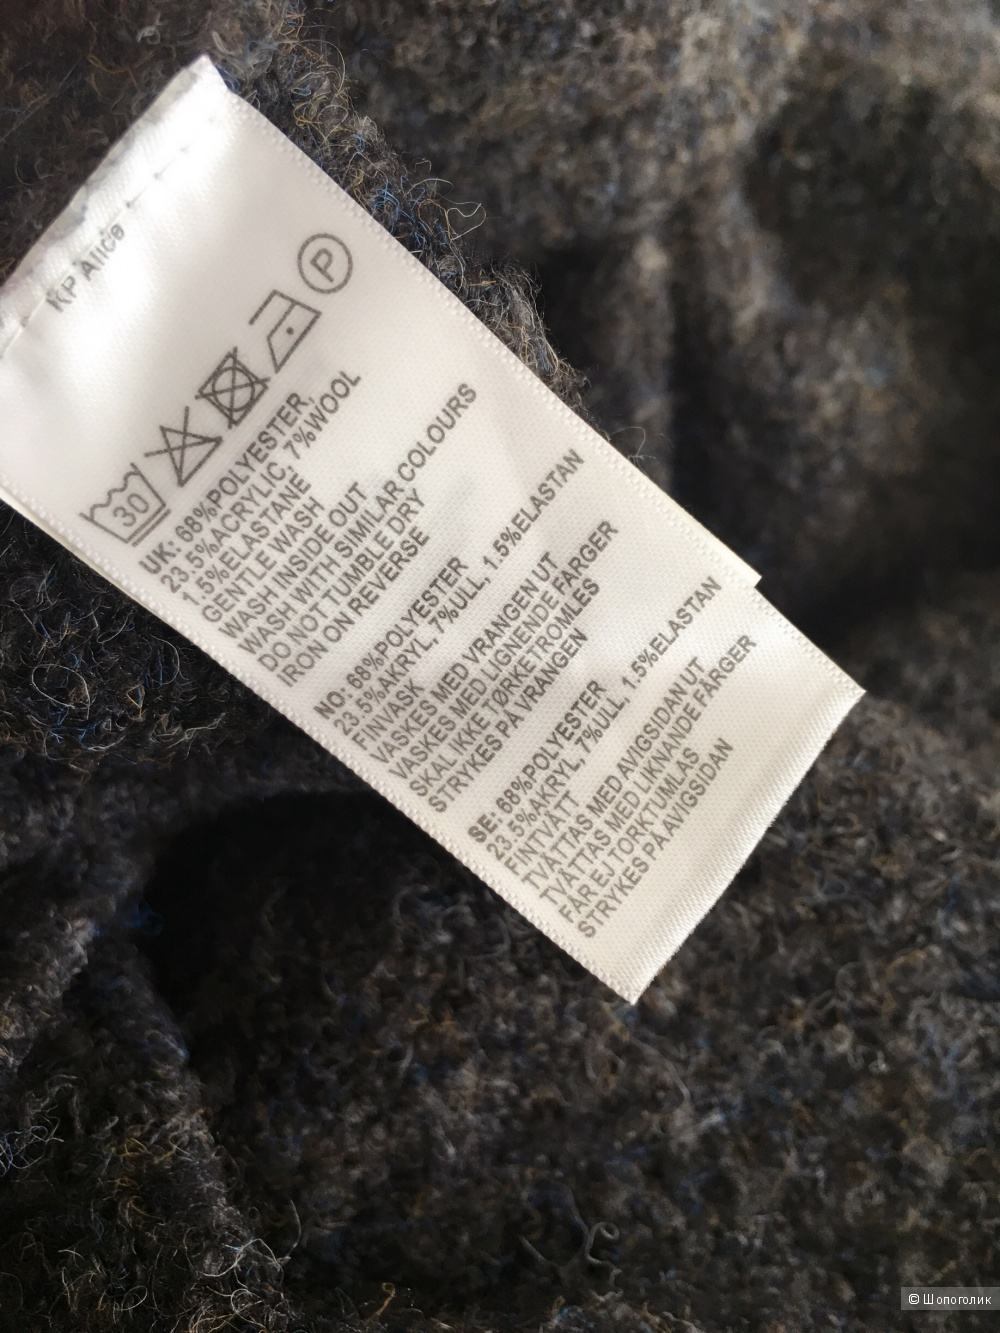 KP Alice
P
30
UK: 68%POLYESTER,
23.5%ACRYLIC, 7%WOOL
1.5%ELASTANE
GENTLE WASH
WASH INSIDE OUT
WASH WITH SIMILAR COLOURS
DO NOT TUMBLE DRY
IRON ON REVERSE
NO: 68%POLYESTER
23.5%AKRYL, 7%ULL, 1.5%ELASTAN
FINVASK
VASKES MED VRANGEN UT
VASKES MED LIGNENDE FARGER
SKAL IKKE TØRKETROMLES
STRYKES PÅ VRANGEN
SE: 68%POLYESTER
23.5%AKRYL, 7%ULL, 1.5%ELASTAN
FINTVÄTT
TVÄTTAS MED AVIGSIDAN UT
TVÄTTAS MED LIKNANDE FÄRGER
FÅR EJ TORKTUMLAS
STRYKES PÅ AVIGSIDAN
© Шопоголик